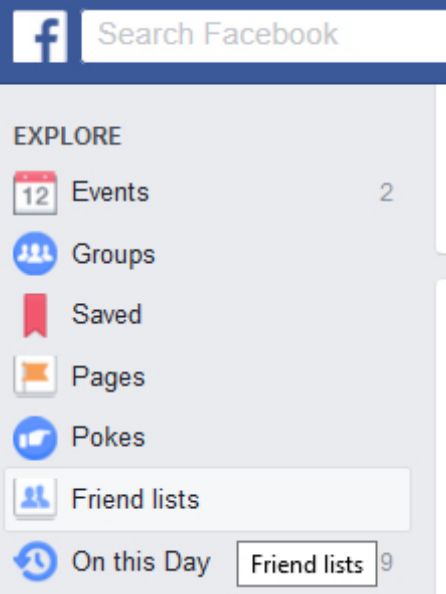 f Search Facebook
EXPLORE
12 Events 2
Groups
Saved
Pages
Pokes
Friend lists
On this Day 9
Friend lists